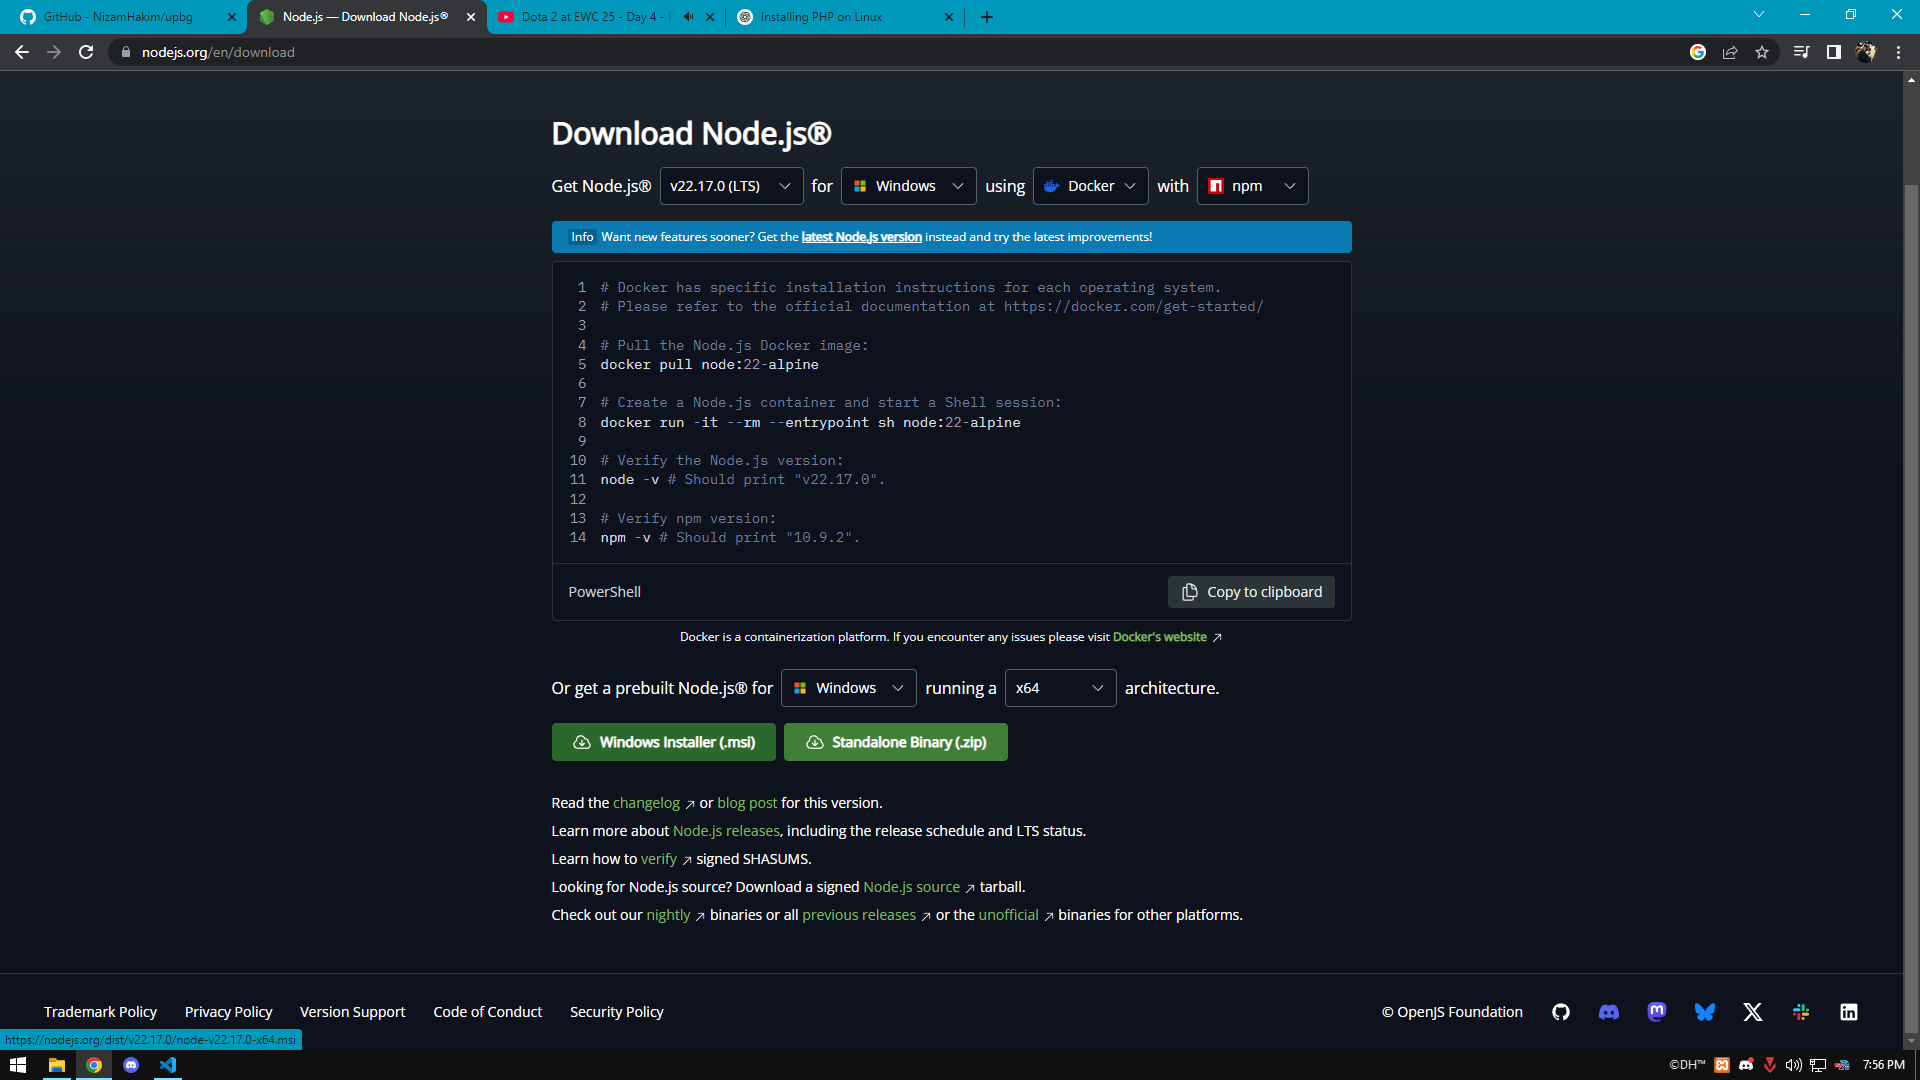 GitHub - NizamHakim/upbg
Node.js — Download Node.js®
Dota 2 at EWC 25 - Day 4 - P
Installing PHP on Linux
nodejs.org/en/download
Download Node.js®
Get Node.js® v22.17.0 (LTS) for Windows using Docker with npm
Info Want new features sooner? Get the latest Node.js version instead and try the latest improvements!
1 # Docker has specific installation instructions for each operating system.
2 # Please refer to the official documentation at https://docker.com/get-started/
3
4 # Pull the Node.js Docker image:
5 docker pull node:22-alpine
6
7 # Create a Node.js container and start a Shell session:
8 docker run -it --rm --entrypoint sh node:22-alpine
9
10 # Verify the Node.js version:
11 node -v # Should print "v22.17.0".
12
13 # Verify npm version:
14 npm -v # Should print "10.9.2".
PowerShell
Copy to clipboard
Docker is a containerization platform. If you encounter any issues please visit Docker's website
Or get a prebuilt Node.js® for Windows running a x64 architecture.
Windows Installer (.msi)
Standalone Binary (.zip)
Read the changelog or blog post for this version.
Learn more about Node.js releases, including the release schedule and LTS status.
Learn how to verify signed SHASUMS.
Looking for Node.js source? Download a signed Node.js source tarball.
Check out our nightly binaries or all previous releases or the unofficial binaries for other platforms.
Trademark Policy
Privacy Policy
Version Support
Code of Conduct
Security Policy
© OpenJS Foundation
https://nodejs.org/dist/v22.17.0/node-v22.17.0-x64.msi
©DH™
7:56 PM